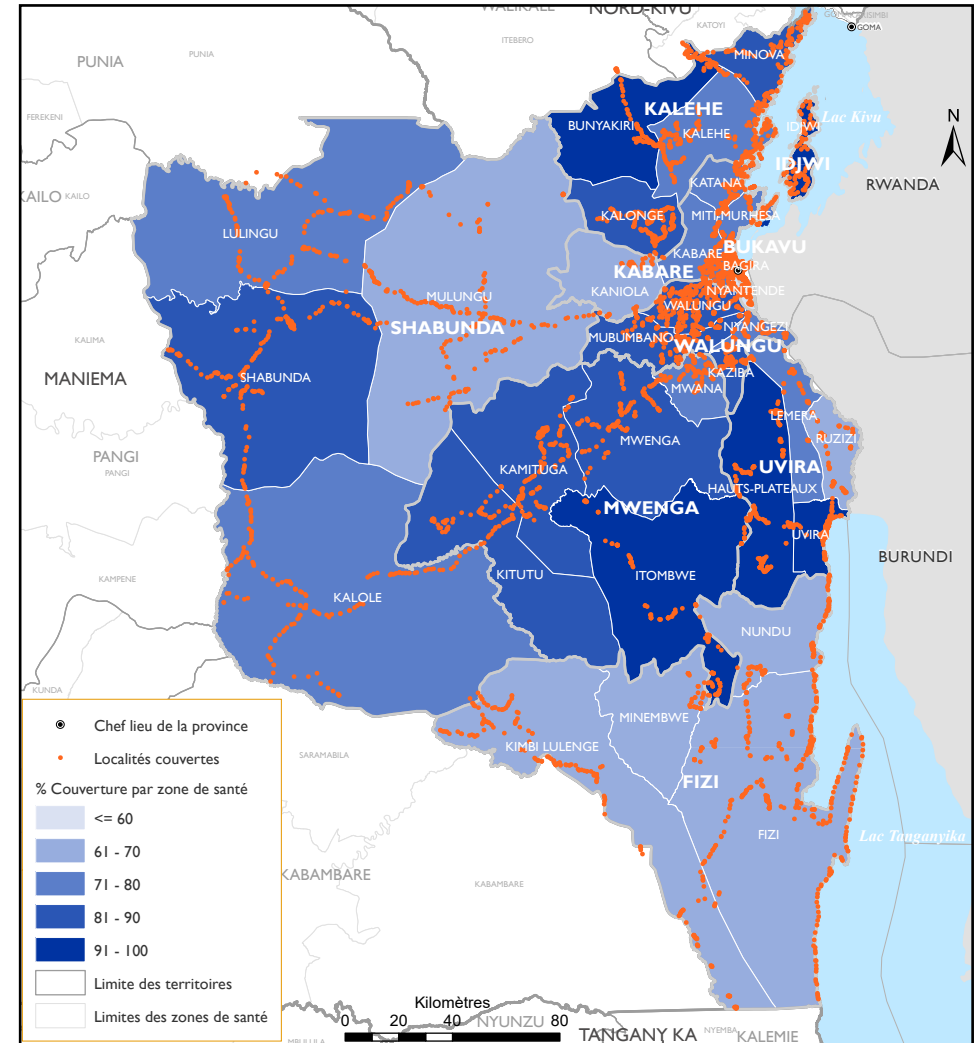 WALIKALE
NORD-KIVU
GOMA
KARISIMBI
GOMA
ITEBERO
KATOYI
PUNIA
PUNIA
MINOVA
FEREKENI
KALEHE
BUNYAKIRI
KALEHE
IDJWI
Lac Kivu
N
IDJWI
KATANA
RWANDA
KAILO
KAILO
KALONGE
MITI-MURHESA
LULINGU
KABARE
BUKAVU
BAGIRA
KABARE
KANIOLA
NYANTENDE
MULUNGU
WALUNGU
SHABUNDA
NYANGEZI
MUBUMBANO
WALUNGU
KALIMA
KAZIBA
MANIEMA
SHABUNDA
MWANA
LEMERA
MWENGA
RUZIZI
PANGI
PANGI
KAMITUGA
UVIRA
HAUTS-PLATEAUX
MWENGA
UVIRA
BURUNDI
KAMPENE
KITUTU
ITOMBWE
KALOLE
NUNDU
KUNDA
MINEMBWE
SARAMABILA
KIMBI LULENGE
FIZI
FIZI
Lac Tanganyika
KABAMBARE
KABAMBARE
Chef lieu de la province
Localités couvertes
% Couverture par zone de santé
<= 60
61 - 70
71 - 80
81 - 90
91 - 100
Limite des territoires
Limites des zones de santé
Kilomètres
0 20 40 80
NYUNZU
TANGANY KA
NYEMBA
KALEMIE
MBULULA